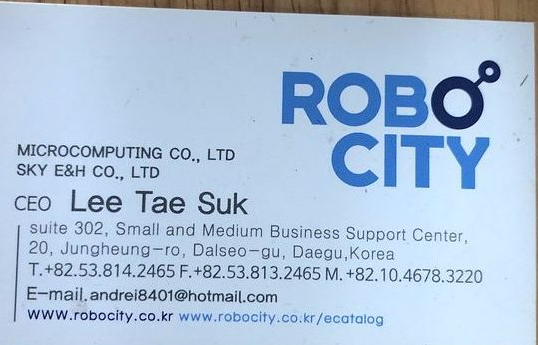 ROBO
CITY
MICROCOMPUTING CO., LTD
SKY E&H CO., LTD
CEO Lee Tae Suk
suite 302, Small and Medium Business Support Center,
20, Jungheung-ro, Dalseo-gu, Daegu,Korea
T.+82.53.814.2465 F.+82.53.813.2465 M.+82.10.4678.3220
E-mail.andrei8401@hotmail.com
www.robocity.co.kr www.robocity.co.kr/ecatalog